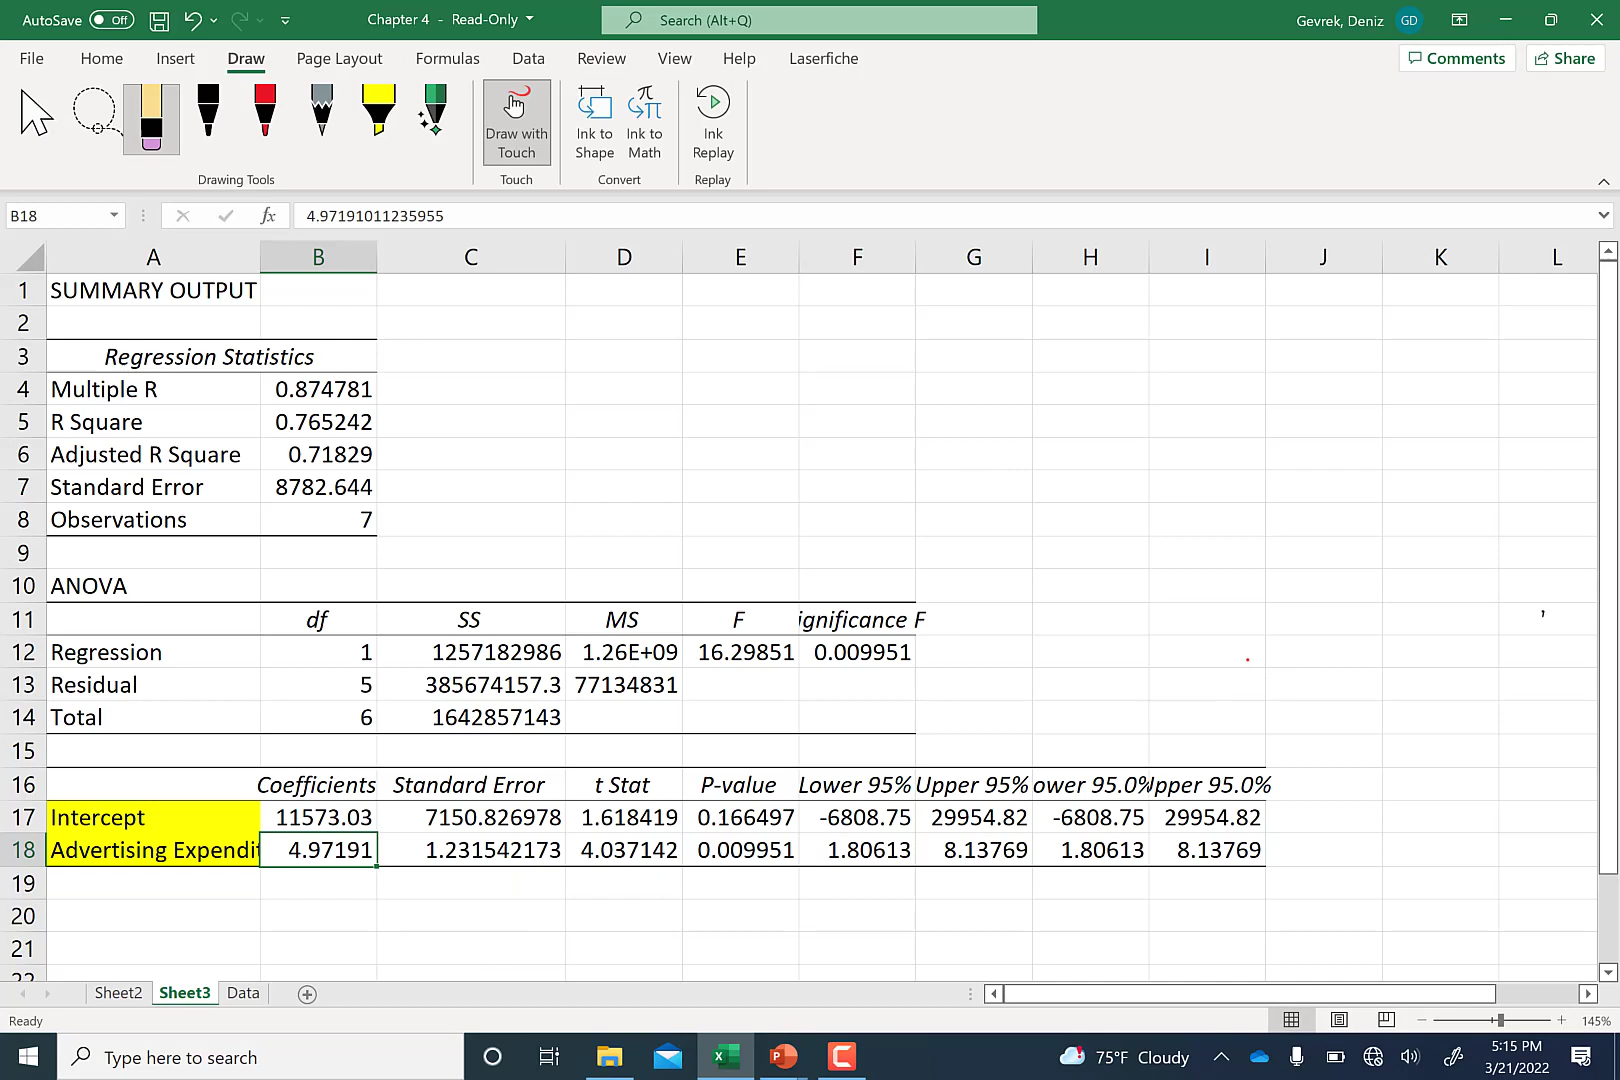 AutoSave Off Chapter 4 - Read-Only Search (Alt+Q) Gevrek, Deniz GD
File Home Insert Draw Page Layout Formulas Data Review View Help Laserfiche Comments Share
Draw with Touch Ink to Shape Ink to Math Ink Replay
Drawing Tools Touch Convert Replay
B18 fx 4.97191011235955
A B C D E F G H I J K L
1 SUMMARY OUTPUT
2
3 Regression Statistics
4 Multiple R 0.874781
5 R Square 0.765242
6 Adjusted R Square 0.71829
7 Standard Error 8782.644
8 Observations 7
9
10 ANOVA
11 df SS MS F ignificance F
12 Regression 1 1257182986 1.26E+09 16.29851 0.009951
13 Residual 5 385674157.3 77134831
14 Total 6 1642857143
15
16 Coefficients Standard Error t Stat P-value Lower 95% Upper 95% ower 95.0% Upper 95.0%
17 Intercept 11573.03 7150.826978 1.618419 0.166497 -6808.75 29954.82 -6808.75 29954.82
18 Advertising Expendit 4.97191 1.231542173 4.037142 0.009951 1.80613 8.13769 1.80613 8.13769
19
20
21
22
Sheet2 Sheet3 Data
Ready 145%
Type here to search 75°F Cloudy 5:15 PM
3/21/2022